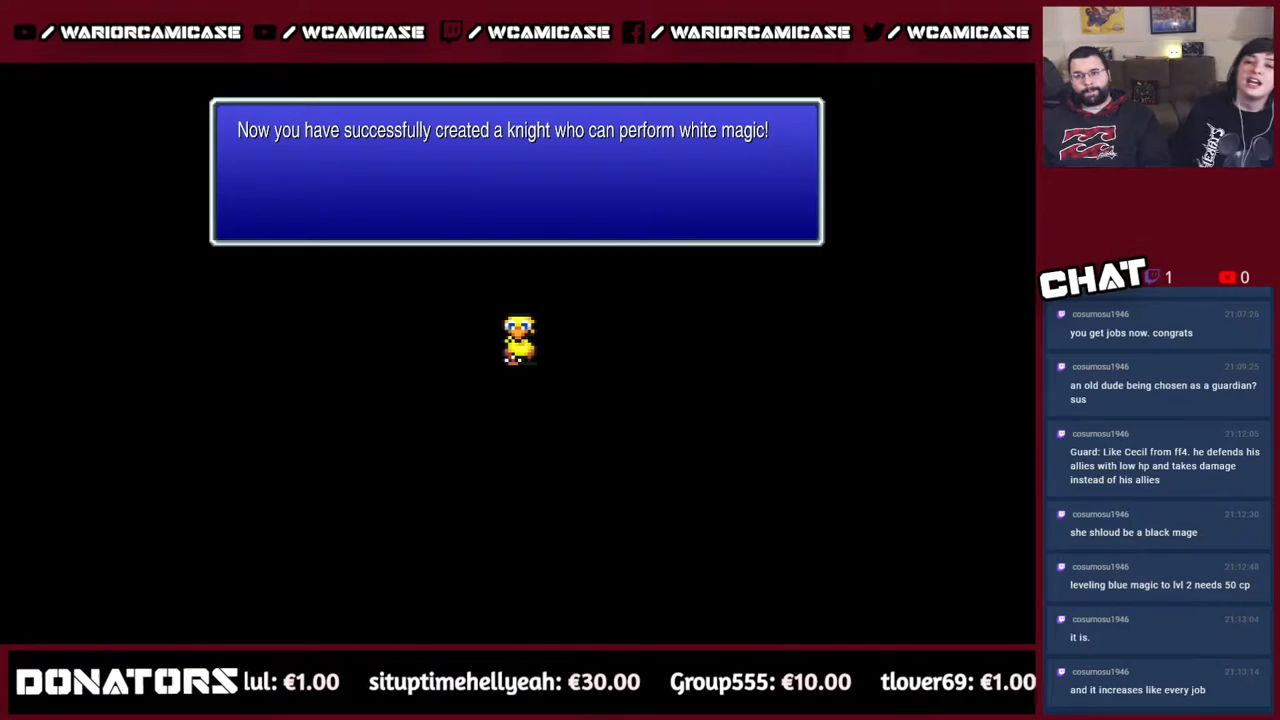 / WARIORCAMICASE / WCAMICASE / WCAMICASE / WARIORCAMICASE / WCAMICASE
Now you have successfully created a knight who can perform white magic!
CHAT 1 0
cosumosu1946 21:07:26
you get jobs now. congrats
cosumosu1946 21:09:25
an old dude being chosen as a guardian?
sus
cosumosu1946 21:12:05
Guard: Like Cecil from ff4. he defends his
allies with low hp and takes damage
instead of his allies
cosumosu1946 21:12:30
she shloud be a black mage
cosumosu1946 21:12:48
leveling blue magic to lvl 2 needs 50 cp
cosumosu1946 21:13:04
it is.
cosumosu1946 21:13:14
and it increases like every job
DONATORS lul: €1.00 situptimehellyeah: €30.00 Group555: €10.00 tlover69: €1.00